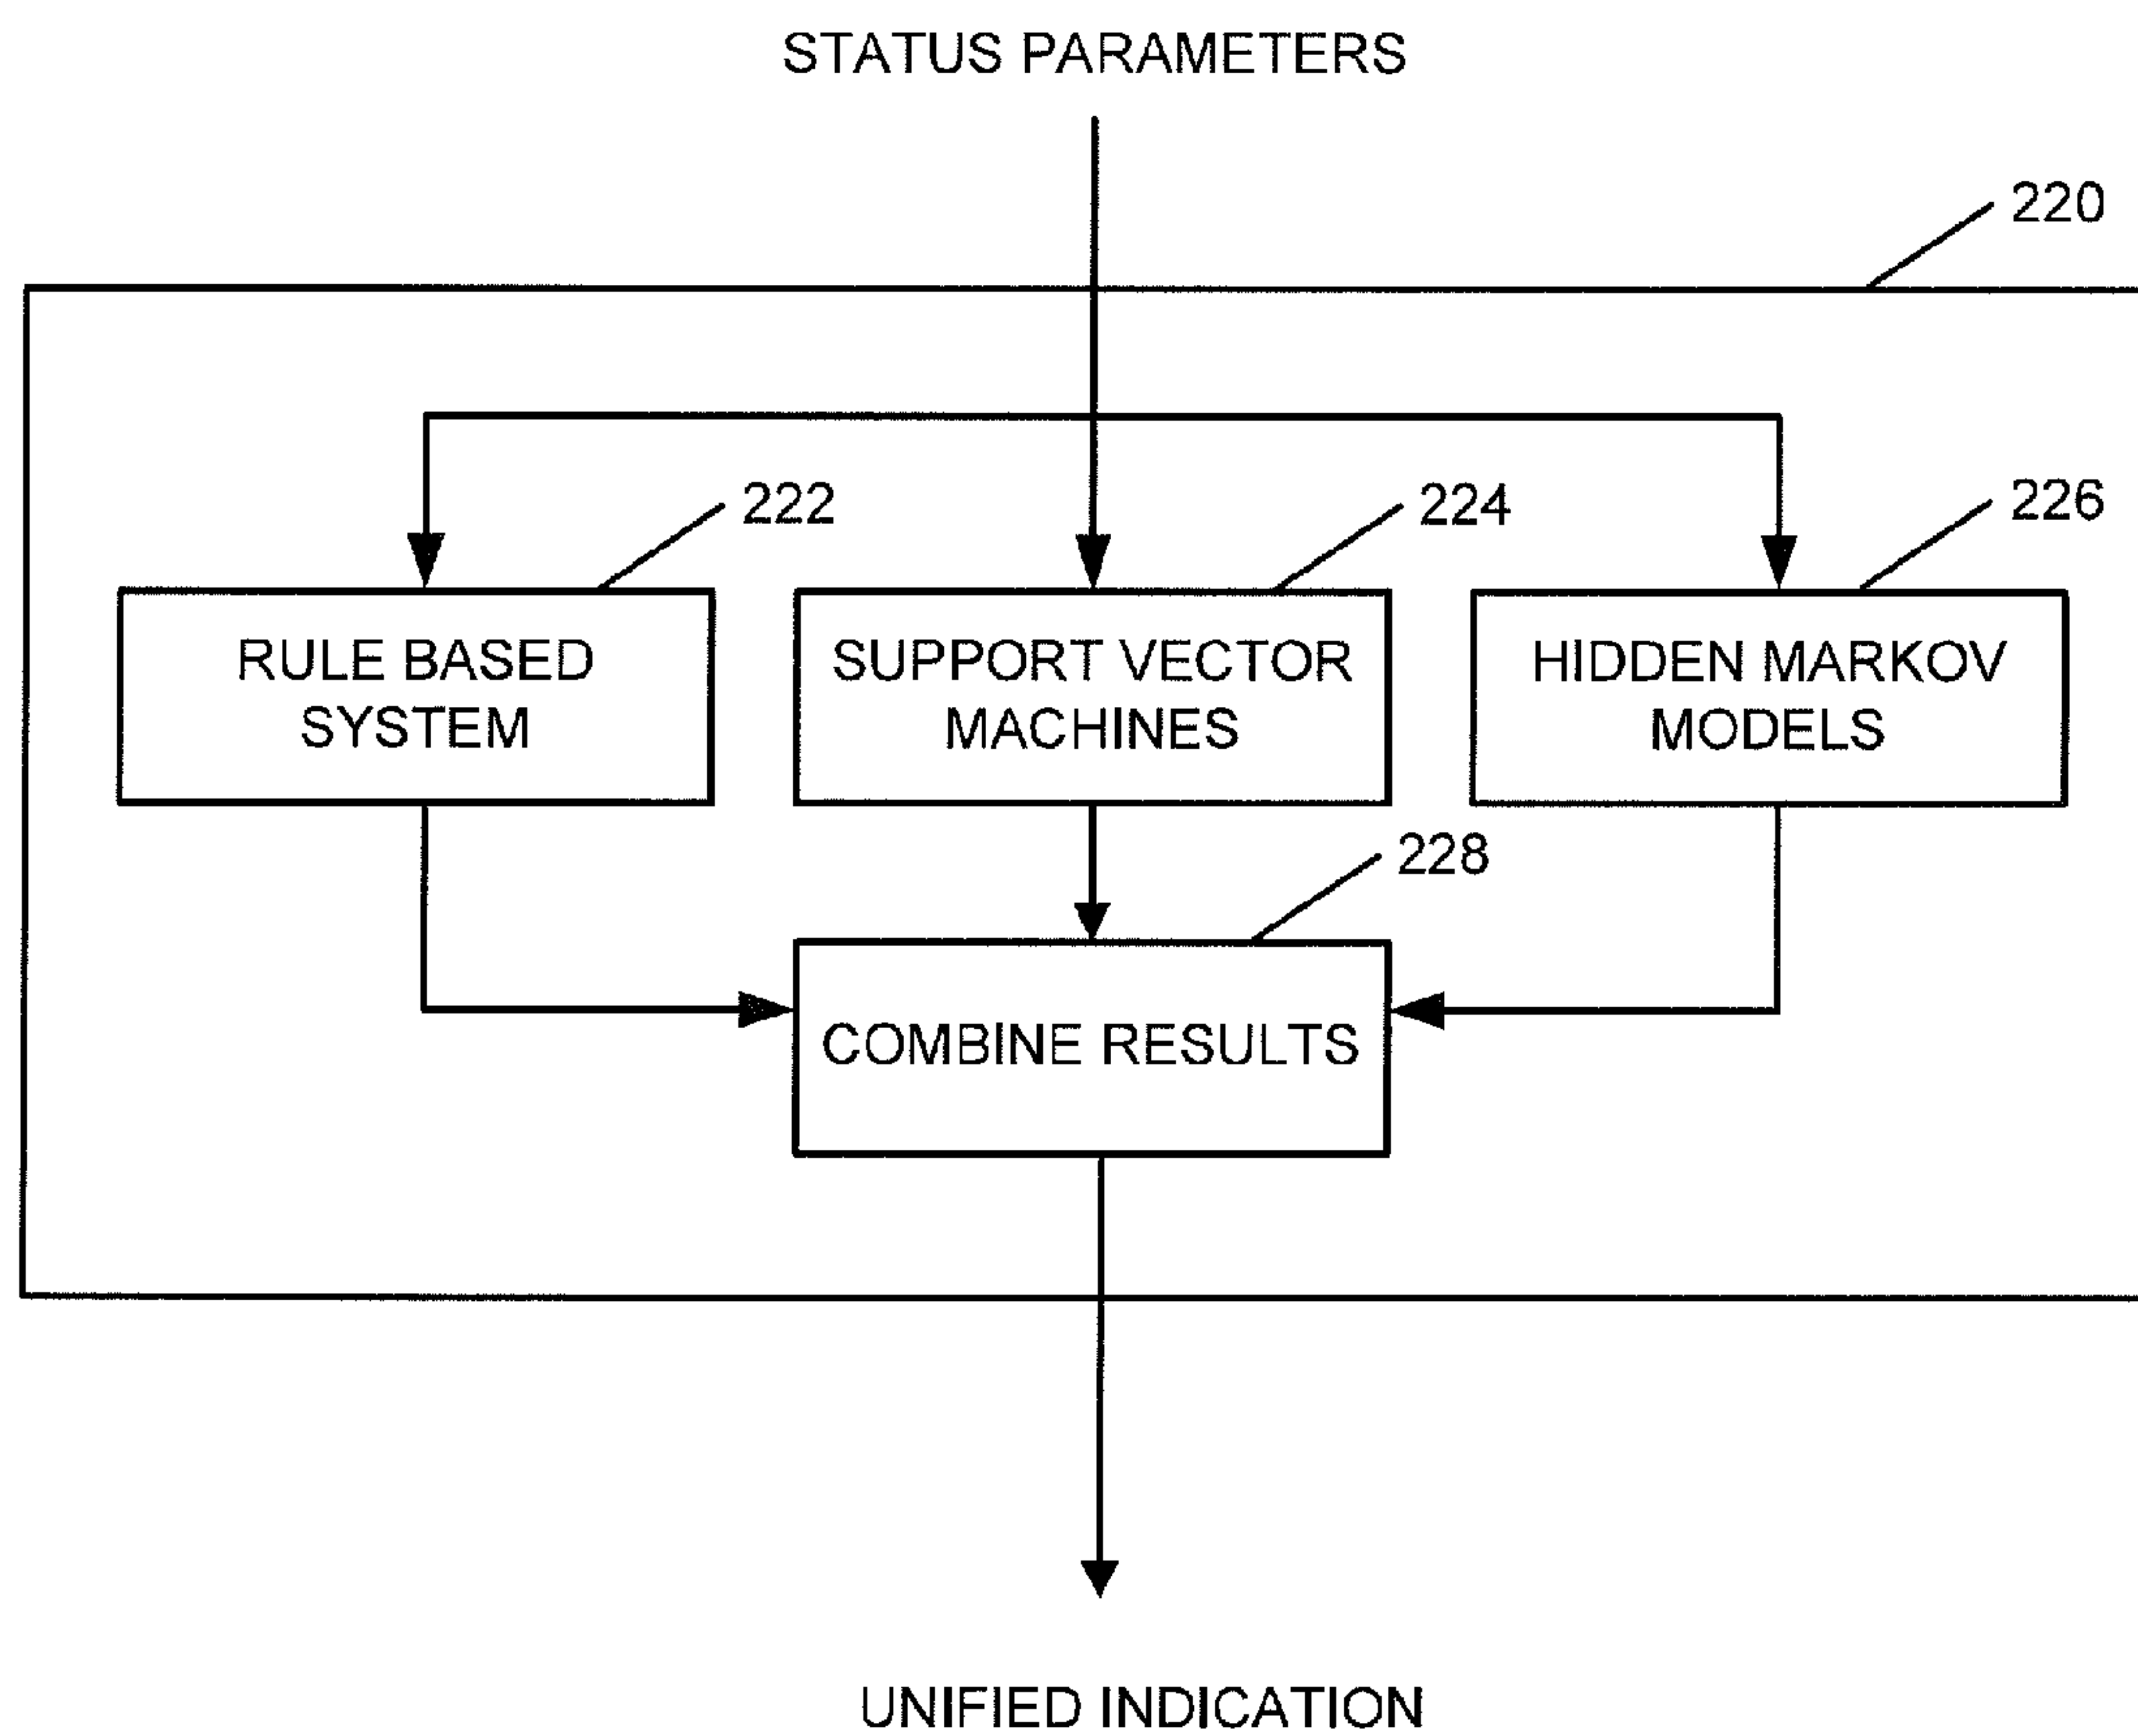 STATUS PARAMETERS
220
222
224
226
RULE BASED
SYSTEM
SUPPORT VECTOR
MACHINES
HIDDEN MARKOV
MODELS
228
COMBINE RESULTS
UNIFIED INDICATION